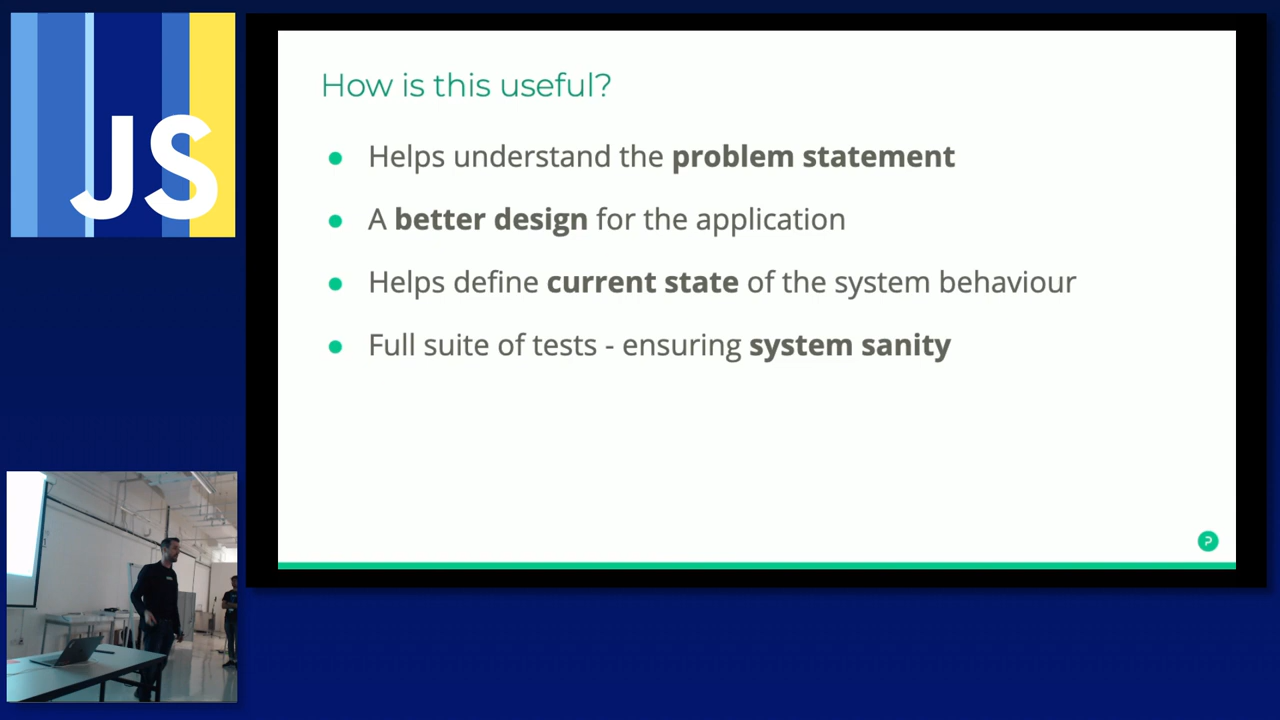 JS
How is this useful?
Helps understand the problem statement
A better design for the application
Helps define current state of the system behaviour
Full suite of tests - ensuring system sanity